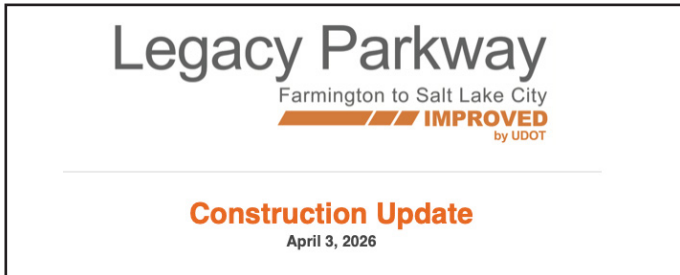 Legacy Parkway
Farmington to Salt Lake City
IMPROVED
by UDOT
Construction Update
April 3, 2026